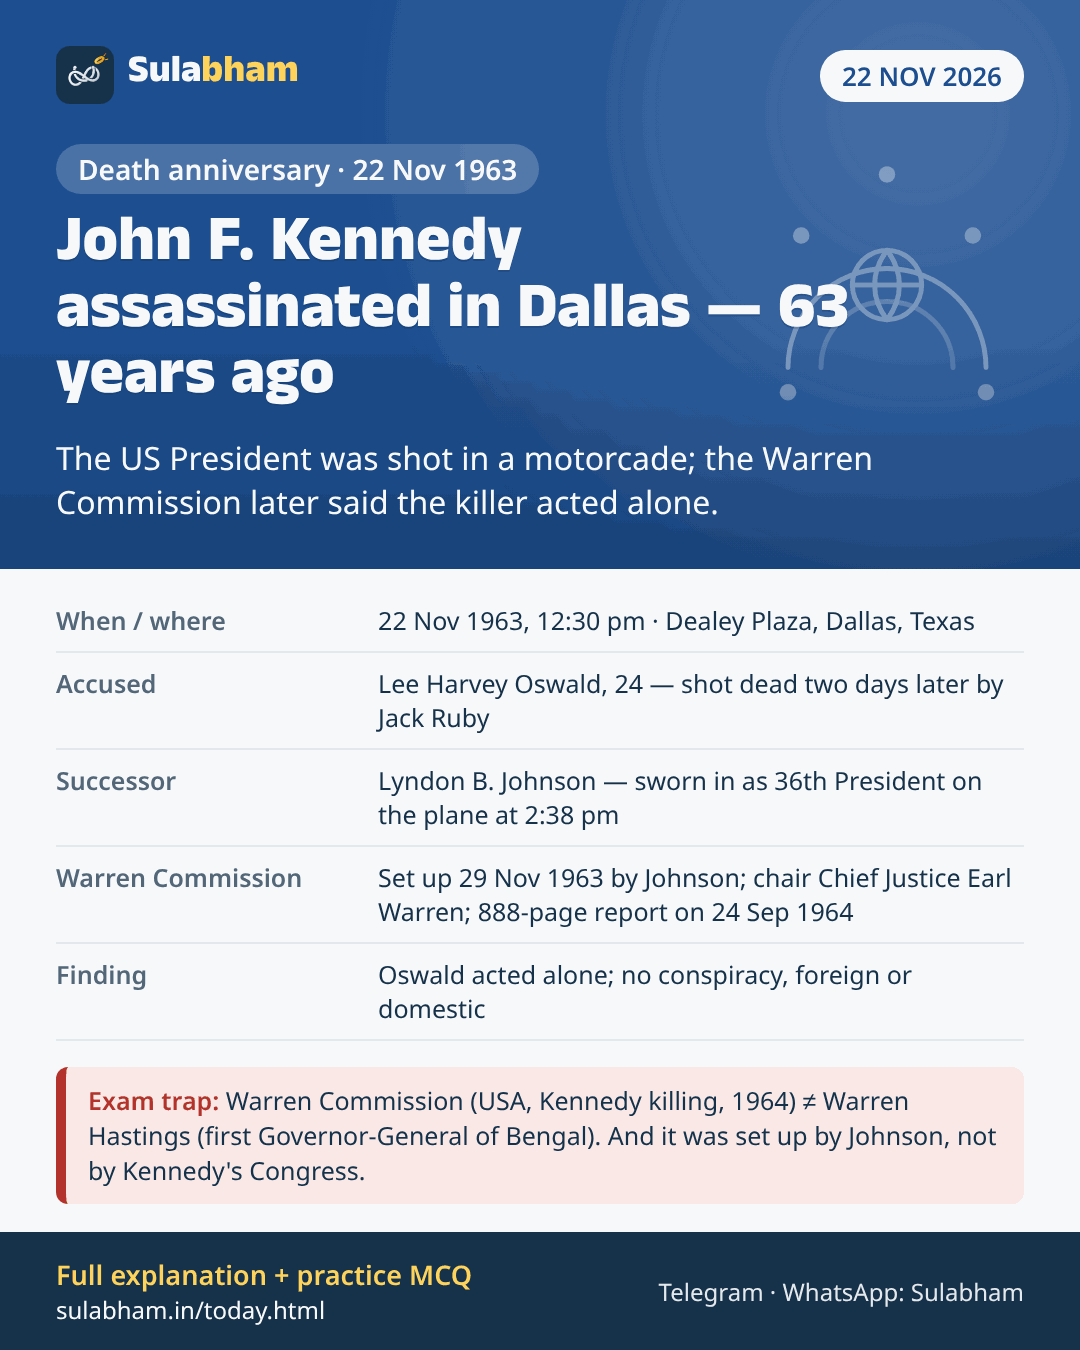 Sulabham
22 NOV 2026
Death anniversary · 22 Nov 1963
John F. Kennedy
assassinated in Dallas — 63
years ago
The US President was shot in a motorcade; the Warren
Commission later said the killer acted alone.
When / where
22 Nov 1963, 12:30 pm · Dealey Plaza, Dallas, Texas
Accused
Lee Harvey Oswald, 24 — shot dead two days later by
Jack Ruby
Successor
Lyndon B. Johnson — sworn in as 36th President on
the plane at 2:38 pm
Warren Commission
Set up 29 Nov 1963 by Johnson; chair Chief Justice Earl
Warren; 888-page report on 24 Sep 1964
Finding
Oswald acted alone; no conspiracy, foreign or
domestic
Exam trap: Warren Commission (USA, Kennedy killing, 1964) ≠ Warren
Hastings (first Governor-General of Bengal). And it was set up by Johnson, not
by Kennedy's Congress.
Full explanation + practice MCQ
sulabham.in/today.html
Telegram · WhatsApp: Sulabham